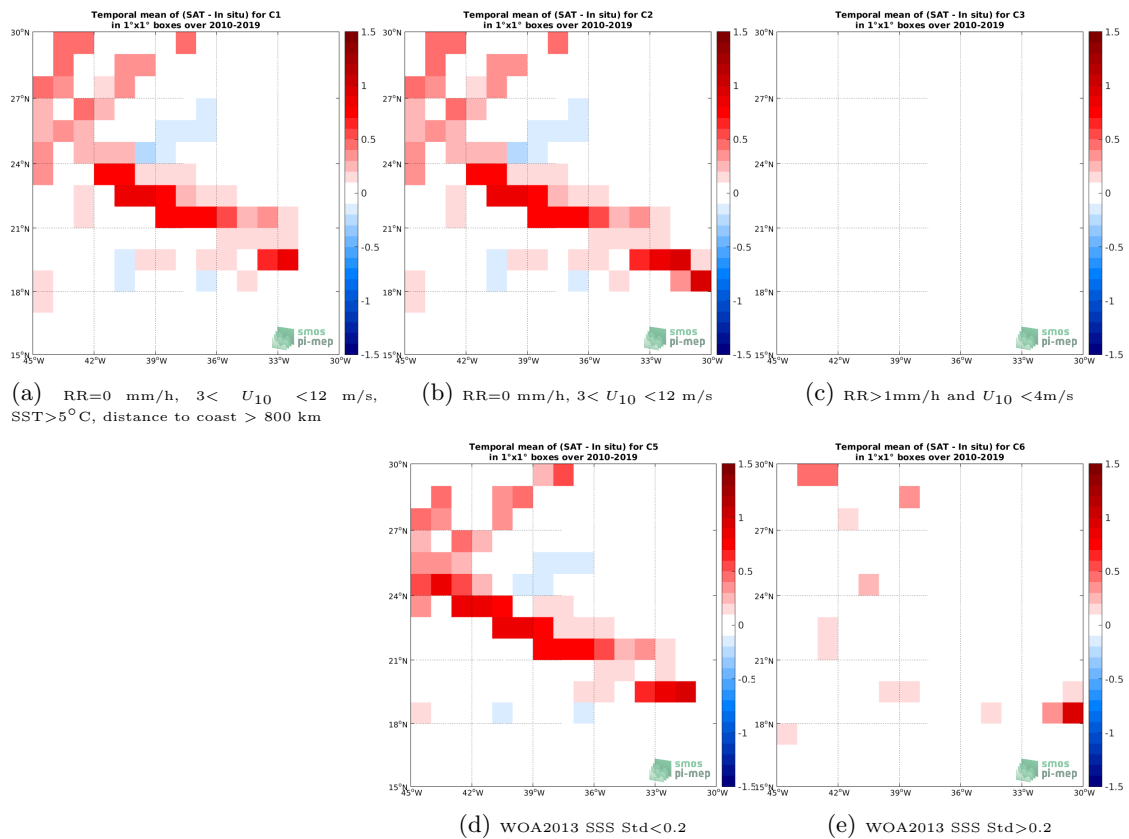 Temporal mean of (SAT - In situ) for C1
in 1°x1° boxes over 2010-2019
30°N
27°N
24°N
21°N
18°N
15°N
45°W 42°W 39°W 36°W 33°W 30°W
1.5
1
0.5
0
-0.5
-1
-1.5
smos
pi-mep
(a) RR=0 mm/h, 3< U10 <12 m/s,
SST>5°C, distance to coast > 800 km
Temporal mean of (SAT - In situ) for C2
in 1°x1° boxes over 2010-2019
30°N
27°N
24°N
21°N
18°N
15°N
45°W 42°W 39°W 36°W 33°W 30°W
1.5
1
0.5
0
-0.5
-1
-1.5
smos
pi-mep
(b) RR=0 mm/h, 3< U10 <12 m/s
Temporal mean of (SAT - In situ) for C3
in 1°x1° boxes over 2010-2019
30°N
27°N
24°N
21°N
18°N
15°N
45°W 42°W 39°W 36°W 33°W 30°W
1.5
1
0.5
0
-0.5
-1
-1.5
smos
pi-mep
(c) RR>1mm/h and U10 <4m/s
Temporal mean of (SAT - In situ) for C5
in 1°x1° boxes over 2010-2019
30°N
27°N
24°N
21°N
18°N
15°N
45°W 42°W 39°W 36°W 33°W 30°W
1.5
1
0.5
0
-0.5
-1
-1.5
smos
pi-mep
(d) WOA2013 SSS Std<0.2
Temporal mean of (SAT - In situ) for C6
in 1°x1° boxes over 2010-2019
30°N
27°N
24°N
21°N
18°N
15°N
45°W 42°W 39°W 36°W 33°W 30°W
1.5
1
0.5
0
-0.5
-1
-1.5
smos
pi-mep
(e) WOA2013 SSS Std>0.2